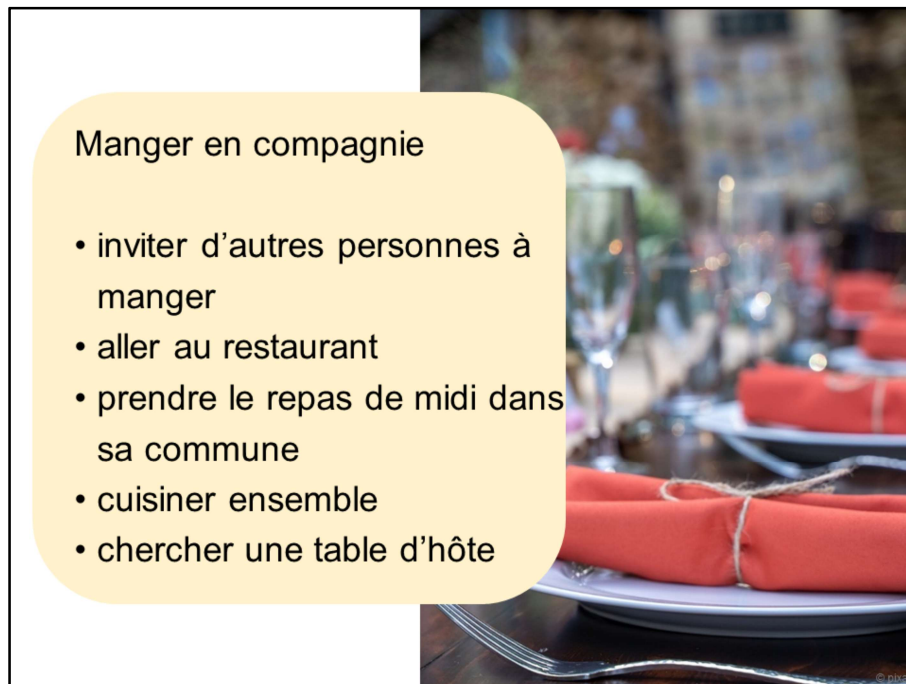 Manger en compagnie
• inviter d’autres personnes à
manger
• aller au restaurant
• prendre le repas de midi dans
sa commune
• cuisiner ensemble
• chercher une table d’hôte